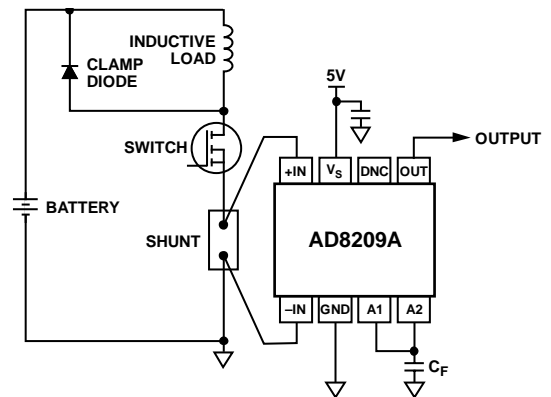 INDUCTIVE
LOAD
CLAMP
DIODE
5V
OUTPUT
SWITCH
+IN
VS
DNC
OUT
BATTERY
SHUNT
AD8209A
–IN
GND
A1
A2
CF